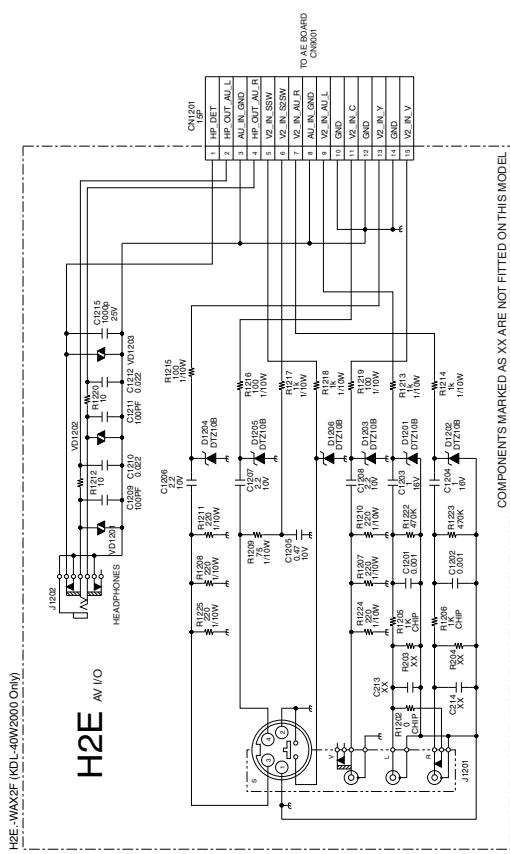 H2E.-WAX2F (KDL-40W2000 Only)
H2E AV I/O
J1202
HEADPHONES
VD1201
C1209
100PF
R1212
10
C1210
0.022
VD1202
C1211
100PF
R1220
10
C1212
0.022
VD1203
C1215
1000p
25V
CN1201
15P
TO AE BOARD
CN9001
1 HP_DET
2 HP_OUT_AU_L
3 AU_IN_GND
4 HP_OUT_AU_R
5 V2_IN_SSW
6 V2_IN_S2SW
7 V2_IN_AU_R
8 AU_IN_GND
9 V2_IN_AU_L
10 GND
11 V2_IN_C
12 GND
13 V2_IN_Y
14 GND
15 V2_IN_V
R1225
220
1/10W
R1208
220
1/10W
R1211
220
1/10W
C1206
2.2
10V
D1204
DTZ10B
R1215
100
1/10W
R1209
75
1/10W
C1207
2.2
10V
D1205
DTZ10B
R1216
100
1/10W
C1205
0.47
10V
R1217
1k
1/10W
D1206
DTZ10B
R1218
1k
1/10W
R1224
220
1/10W
R1207
220
1/10W
R1210
220
1/10W
C1208
2.2
10V
D1203
DTZ10B
R1219
100
1/10W
C213
XX
R203
XX
R1205
1K
CHIP
C1201
0.001
R1222
470K
C1203
1
16V
D1201
DTZ10B
R1213
1k
1/10W
R1202
0
CHIP
C214
XX
R204
XX
R1206
1K
CHIP
C1202
0.001
R1223
470K
C1204
1
16V
D1202
DTZ10B
R1214
1k
1/10W
S
1
2
3
4
V
L
R
J1201
COMPONENTS MARKED AS XX ARE NOT FITTED ON THIS MODEL